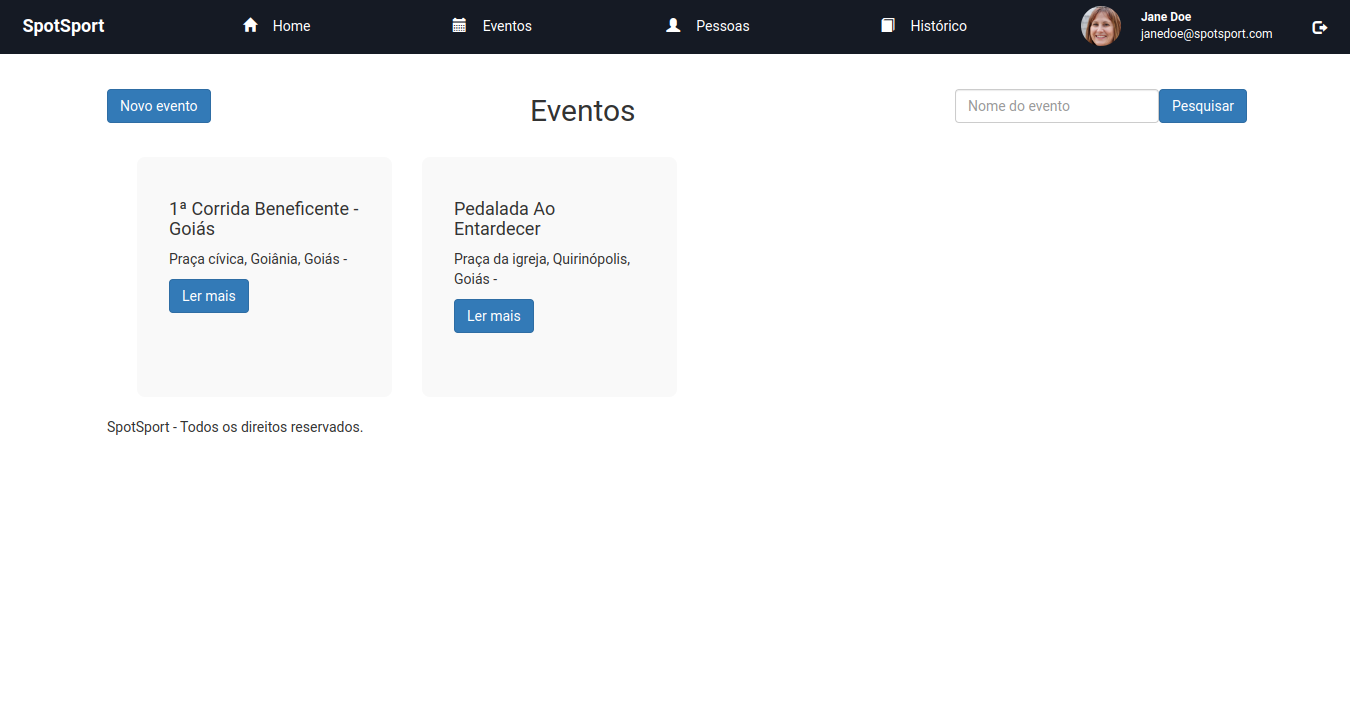 SpotSport
Home
Eventos
Pessoas
Histórico
Jane Doe
janedoe@spotsport.com
Novo evento
Eventos
Nome do evento
Pesquisar
1ª Corrida Beneficente -
Goiás
Praça cívica, Goiânia, Goiás -
Ler mais
Pedalada Ao
Entardecer
Praça da igreja, Quirinópolis,
Goiás -
Ler mais
SpotSport - Todos os direitos reservados.